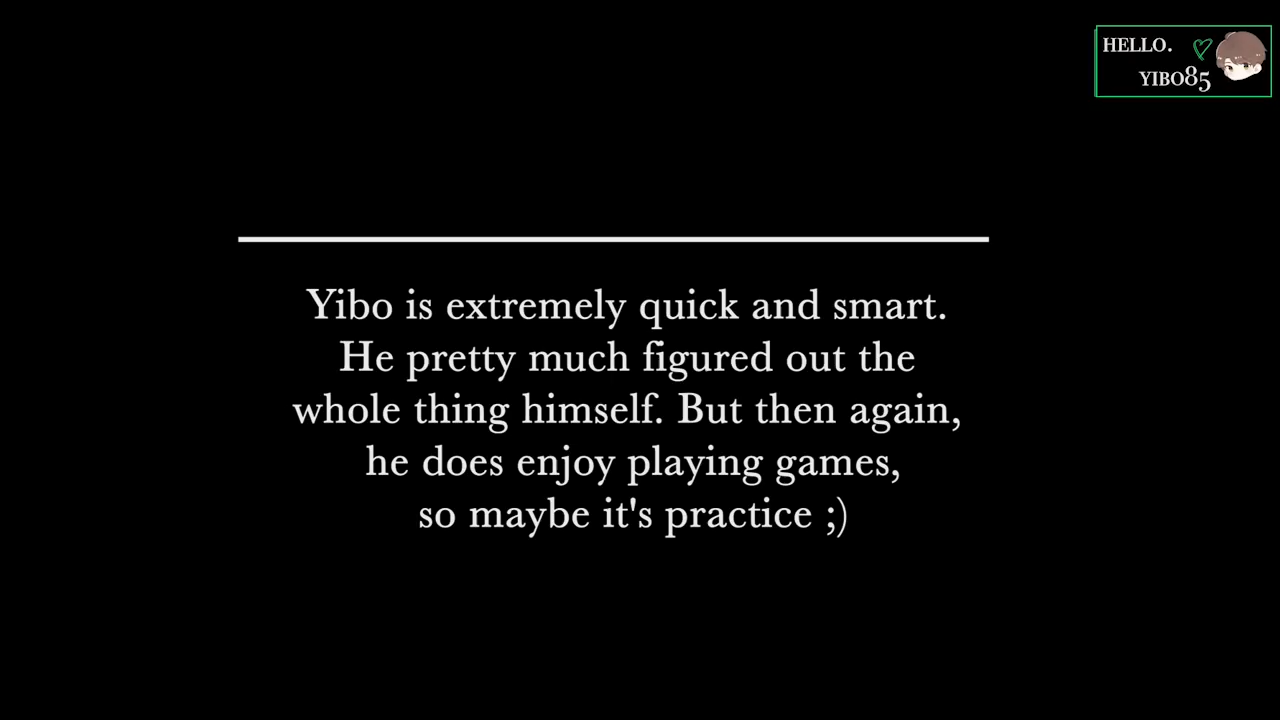 HELLO.
YIBO85
Yibo is extremely quick and smart.
He pretty much figured out the
whole thing himself. But then again,
he does enjoy playing games,
so maybe it's practice ;)